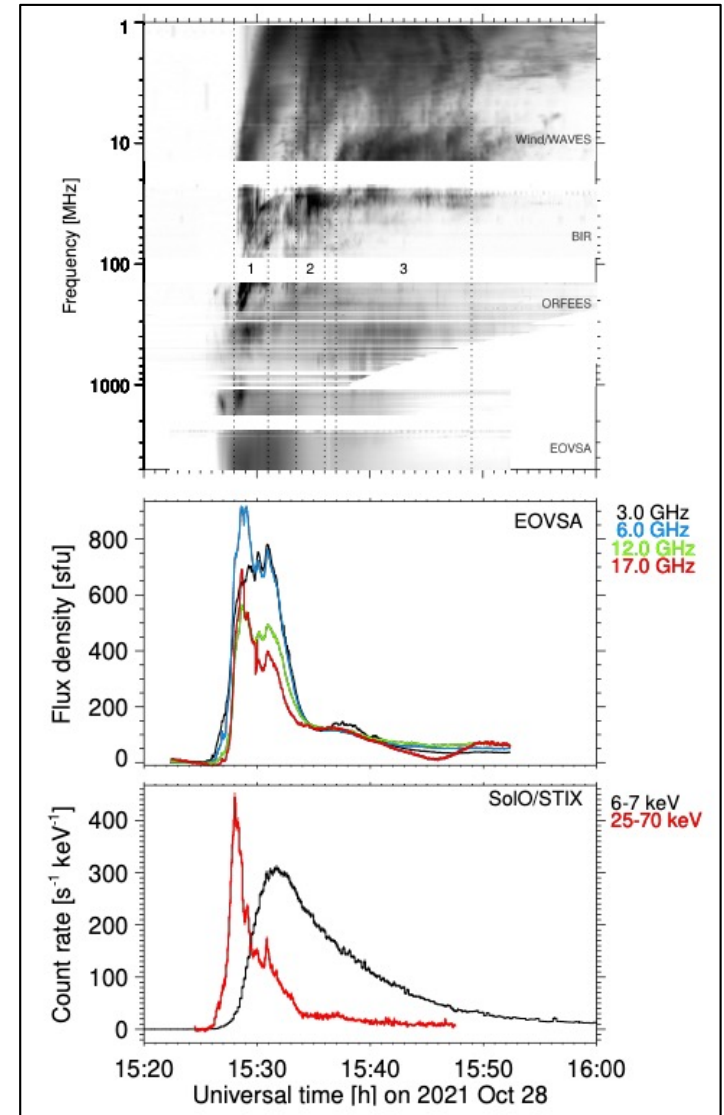 1
10
100
1000
Frequency [MHz]
Wind/WAVES
BIR
1 2 3
ORFEES
EOVSA
800
600
400
200
0
Flux density [sfu]
EOVSA
3.0 GHz
6.0 GHz
12.0 GHz
17.0 GHz
400
300
200
100
0
Count rate [s⁻¹ keV⁻¹]
SolO/STIX
6-7 keV
25-70 keV
15:20 15:30 15:40 15:50 16:00
Universal time [h] on 2021 Oct 28